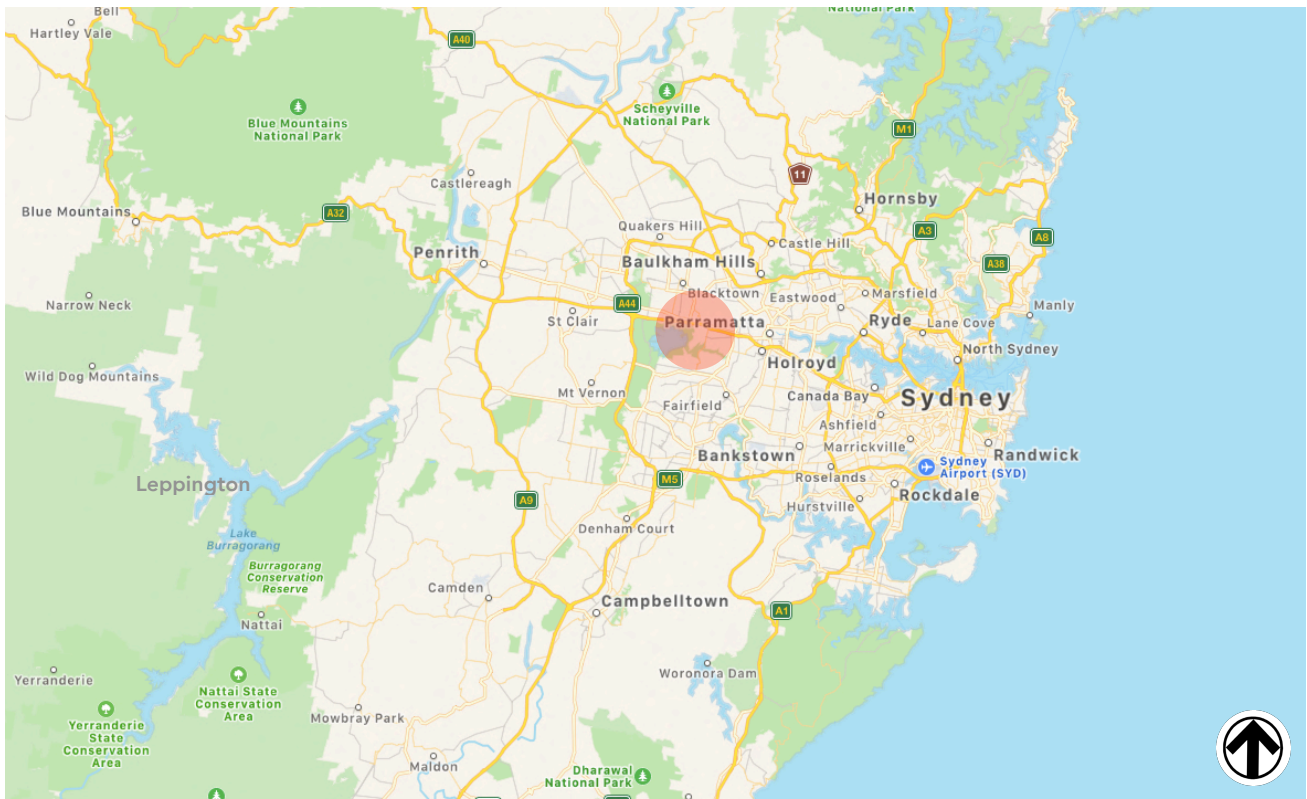 Bell
Hartley Vale
A40
National Park
Scheyville
National Park
M1
Blue Mountains
National Park
11
Castlereagh
Hornsby
Blue Mountains
A32
Quakers Hill
A3
A8
Penrith
Castle Hill
Baulkham Hills
A38
Narrow Neck
A44
Blacktown
Eastwood
Marsfield
Manly
St Clair
Parramatta
Ryde
Lane Cove
North Sydney
Holroyd
Wild Dog Mountains
Mt Vernon
Canada Bay
Sydney
Fairfield
Ashfield
Marrickville
Bankstown
Randwick
Sydney
Airport (SYD)
Leppington
M5
Roselands
Rockdale
A9
Hurstville
Denham Court
Lake
Burragorang
Burragorang
Conservation
Reserve
Camden
Campbelltown
A1
Nattai
Yerranderie
Woronora Dam
Nattai State
Conservation
Area
Mowbray Park
Yerranderie
State
Conservation
Area
Maldon
Dharawal
National Park